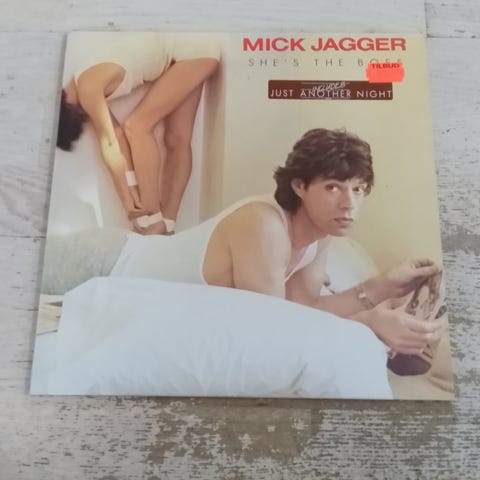 MICK JAGGER
SHE'S THE BOSS
TILBUD
INCLUDES
JUST ANOTHER NIGHT